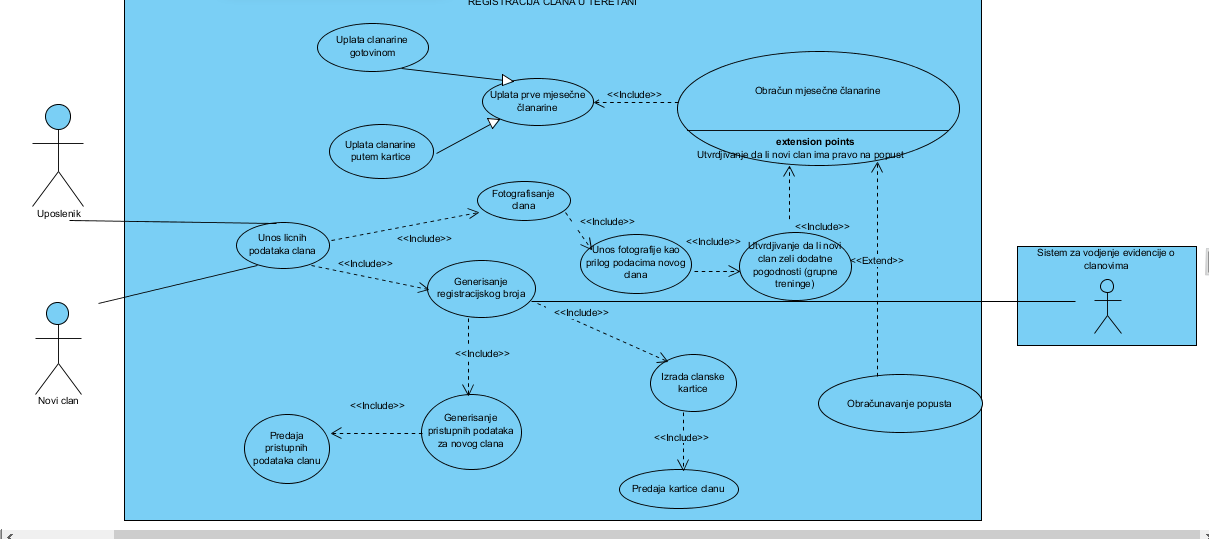 REGISTRACIJA CLANA U TERETANI
Uplata clanarine
gotovinom
Uplata prve mjesečne
članarine
<<Include>>
Obračun mjesečne članarine
extension points
Utvrdjivanje da li novi clan ima pravo na popust
Uplata clanarine
putem kartice
Uposlenik
Fotografisanje
clana
<<Include>>
<<Include>>
Unos licnih
podataka clana
<<Include>>
Unos fotografije kao
prilog podacima novog
clana
<<Include>>
<<Include>>
Utvrdjivanje da li novi
clan zeli dodatne
pogodnosti (grupne
treninge)
<<Extend>>
Sistem za vodjenje evidencije o
clanovima
Generisanje
registracijskog broja
<<Include>>
Novi clan
<<Include>>
Izrada clanske
kartice
<<Include>>
Generisanje
pristupnih podataka
za novog clana
Obračunavanje popusta
Predaja
pristupnih
podataka clanu
<<Include>>
Predaja kartice clanu